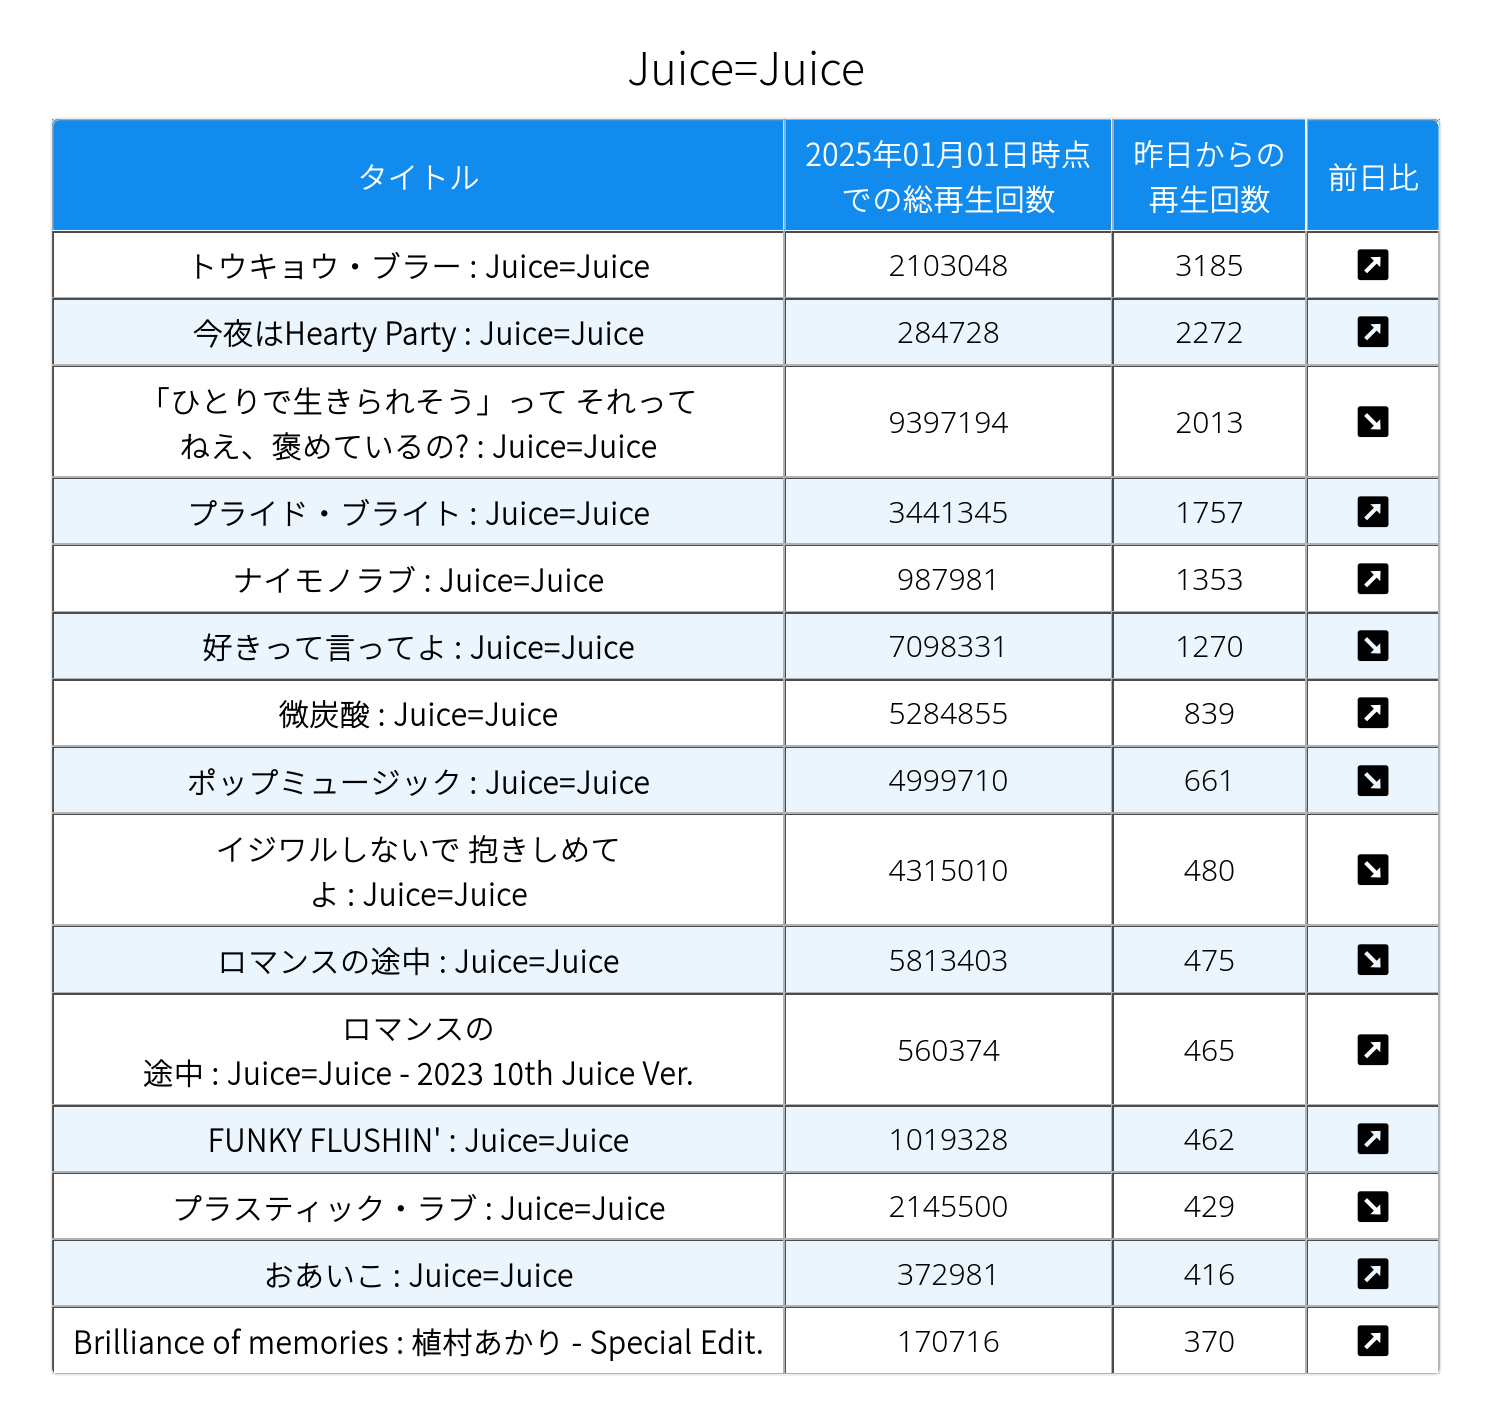 Juice=Juice
タイトル
2025年01月01日時点
での総再生回数
昨日からの
再生回数
前日比
トウキョウ・ブラー : Juice=Juice 2103048 3185
今夜はHearty Party : Juice=Juice 284728 2272
「ひとりで生きられそう」って それって
ねえ、褒めているの? : Juice=Juice
9397194 2013
プライド・ブライト : Juice=Juice 3441345 1757
ナイモノラブ : Juice=Juice 987981 1353
好きって言ってよ : Juice=Juice 7098331 1270
微炭酸 : Juice=Juice 5284855 839
ポップミュージック : Juice=Juice 4999710 661
イジワルしないで 抱きしめて
よ : Juice=Juice
4315010 480
ロマンスの途中 : Juice=Juice 5813403 475
ロマンスの
途中 : Juice=Juice - 2023 10th Juice Ver.
560374 465
FUNKY FLUSHIN' : Juice=Juice 1019328 462
プラスティック・ラブ : Juice=Juice 2145500 429
おあいこ : Juice=Juice 372981 416
Brilliance of memories : 植村あかり - Special Edit. 170716 370